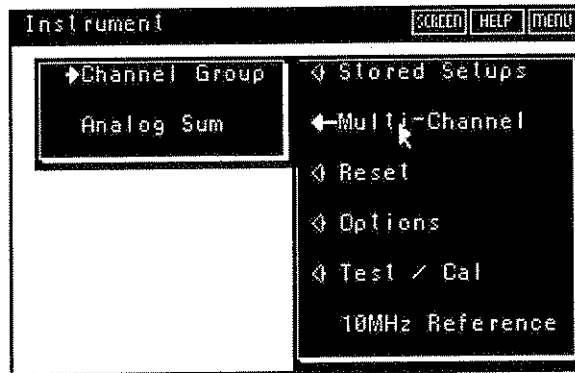 Instrument
SCREEN HELP MENU
Channel Group
Analog Sum
Stored Setups
Multi-Channel
Reset
Options
Test / Cal
10MHz Reference